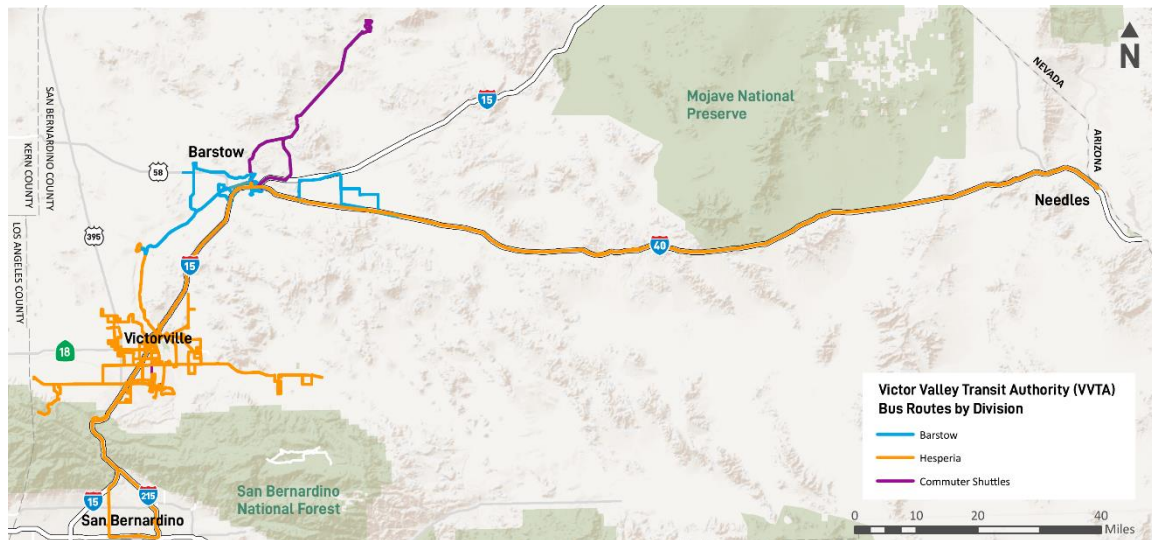 N
NEVADA
ARIZONA
Mojave National
Preserve
15
SAN BERNARDINO COUNTY
KERN COUNTY
Barstow
58
Needles
LOS ANGELES COUNTY
395
40
15
Victorville
18
Victor Valley Transit Authority (VVTA)
Bus Routes by Division
Barstow
Hesperia
Commuter Shuttles
San Bernardino
National Forest
15
215
San Bernardino
0 10 20 30 40
Miles